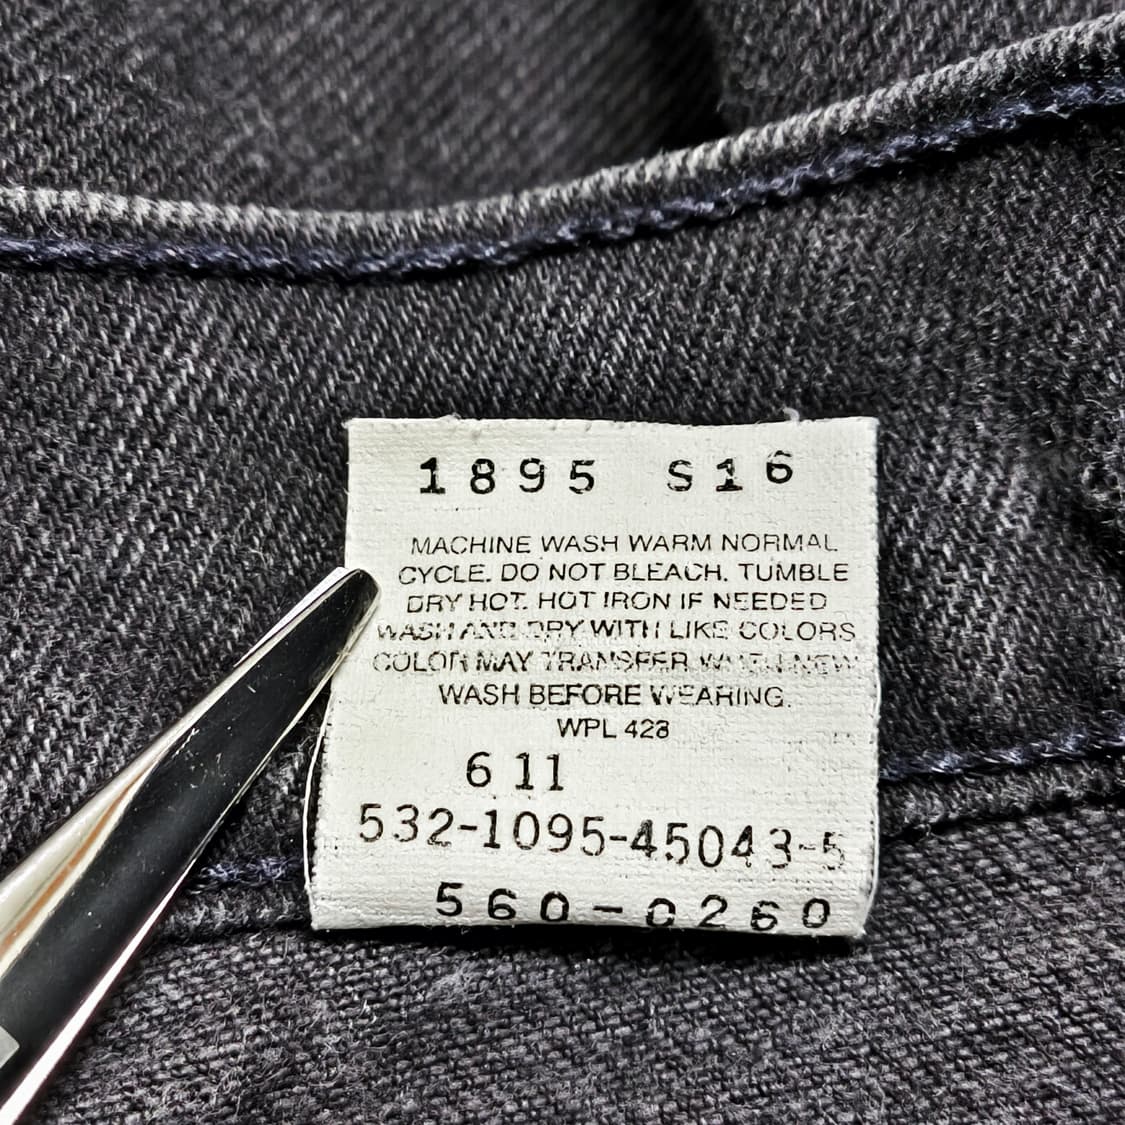 1895 S16
MACHINE WASH WARM NORMAL
CYCLE. DO NOT BLEACH. TUMBLE
DRY HOT. HOT IRON IF NEEDED
WASH AND DRY WITH LIKE COLORS
COLOR MAY TRANSFER WHEN NEW
WASH BEFORE WEARING.
WPL 423
6 11
532-1095-45043-5
560-0260